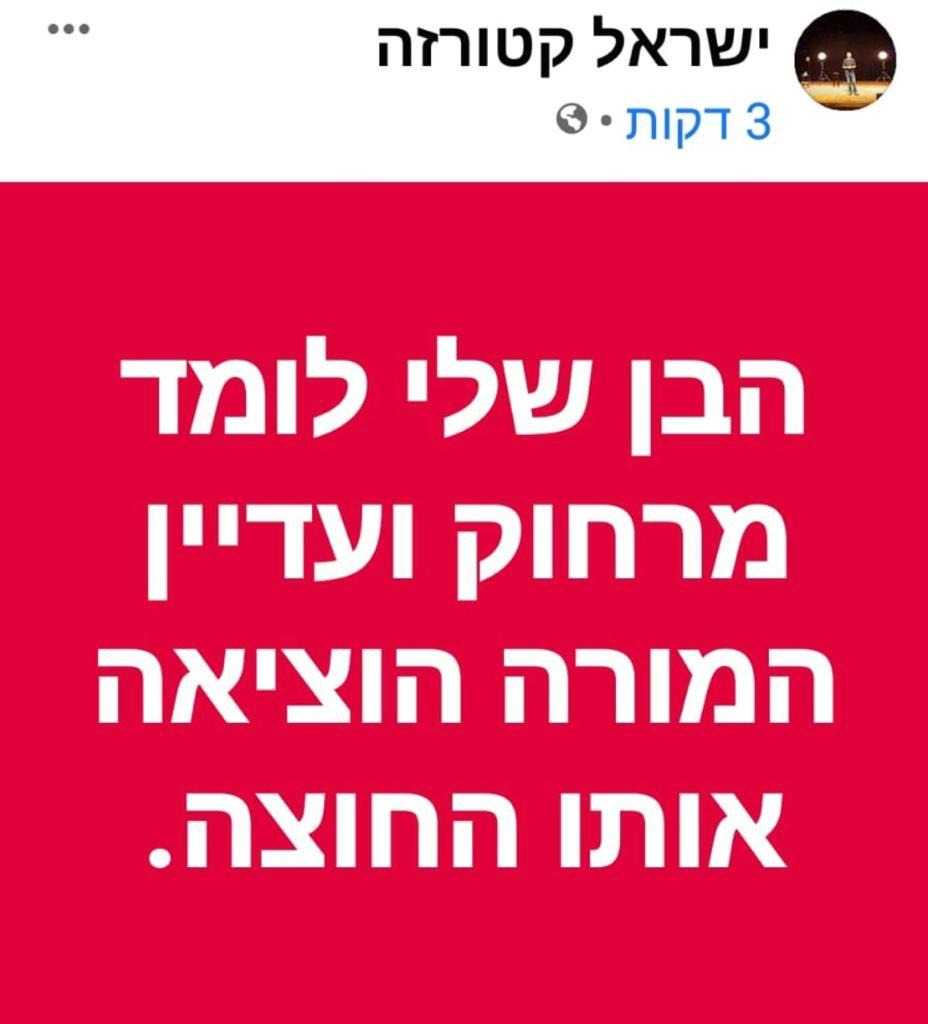 ישראל קטורזה
3 דקות •
הבן שלי לומד
מרחוק ועדיין
המורה הוציאה
אותו החוצה.